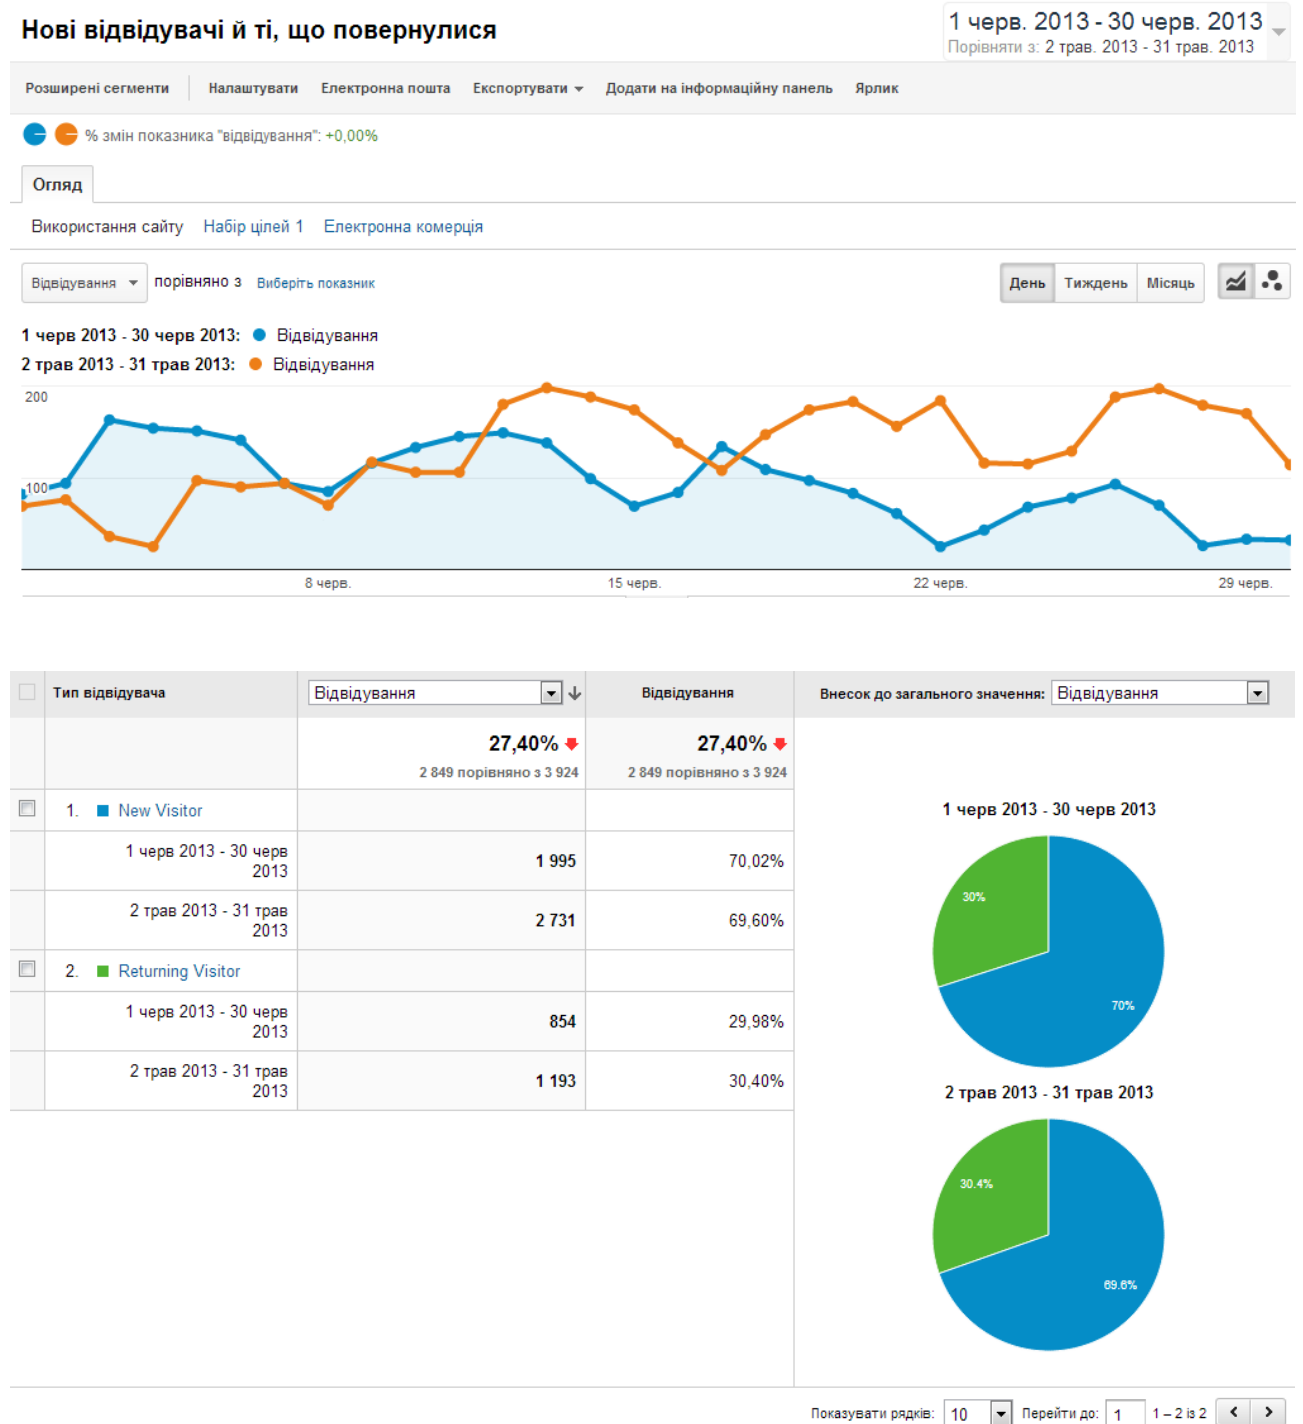 Нові відвідувачі й ті, що повернулися
1 черв. 2013 - 30 черв. 2013
Порівняти з: 2 трав. 2013 - 31 трав. 2013
Розширені сегменти Налаштувати Електронна пошта Експортувати Додати на інформаційну панель Ярлик
% змін показника "відвідування": +0,00%
Огляд
Використання сайту Набір цілей 1 Електронна комерція
Відвідування порівняно з Виберіть показник День Тиждень Місяць
1 черв 2013 - 30 черв 2013: Відвідування
2 трав 2013 - 31 трав 2013: Відвідування
200
100
8 черв. 15 черв. 22 черв. 29 черв.
Тип відвідувача Відвідування Відвідування Внесок до загального значення: Відвідування
27,40% 27,40%
2 849 порівняно з 3 924 2 849 порівняно з 3 924
1. New Visitor
1 черв 2013 - 30 черв
2013
1 995 70,02%
2 трав 2013 - 31 трав
2013
2 731 69,60%
2. Returning Visitor
1 черв 2013 - 30 черв
2013
854 29,98%
2 трав 2013 - 31 трав
2013
1 193 30,40%
1 черв 2013 - 30 черв 2013
30%
70%
2 трав 2013 - 31 трав 2013
30.4%
69.6%
Показувати рядків: 10 Перейти до: 1 1 – 2 із 2